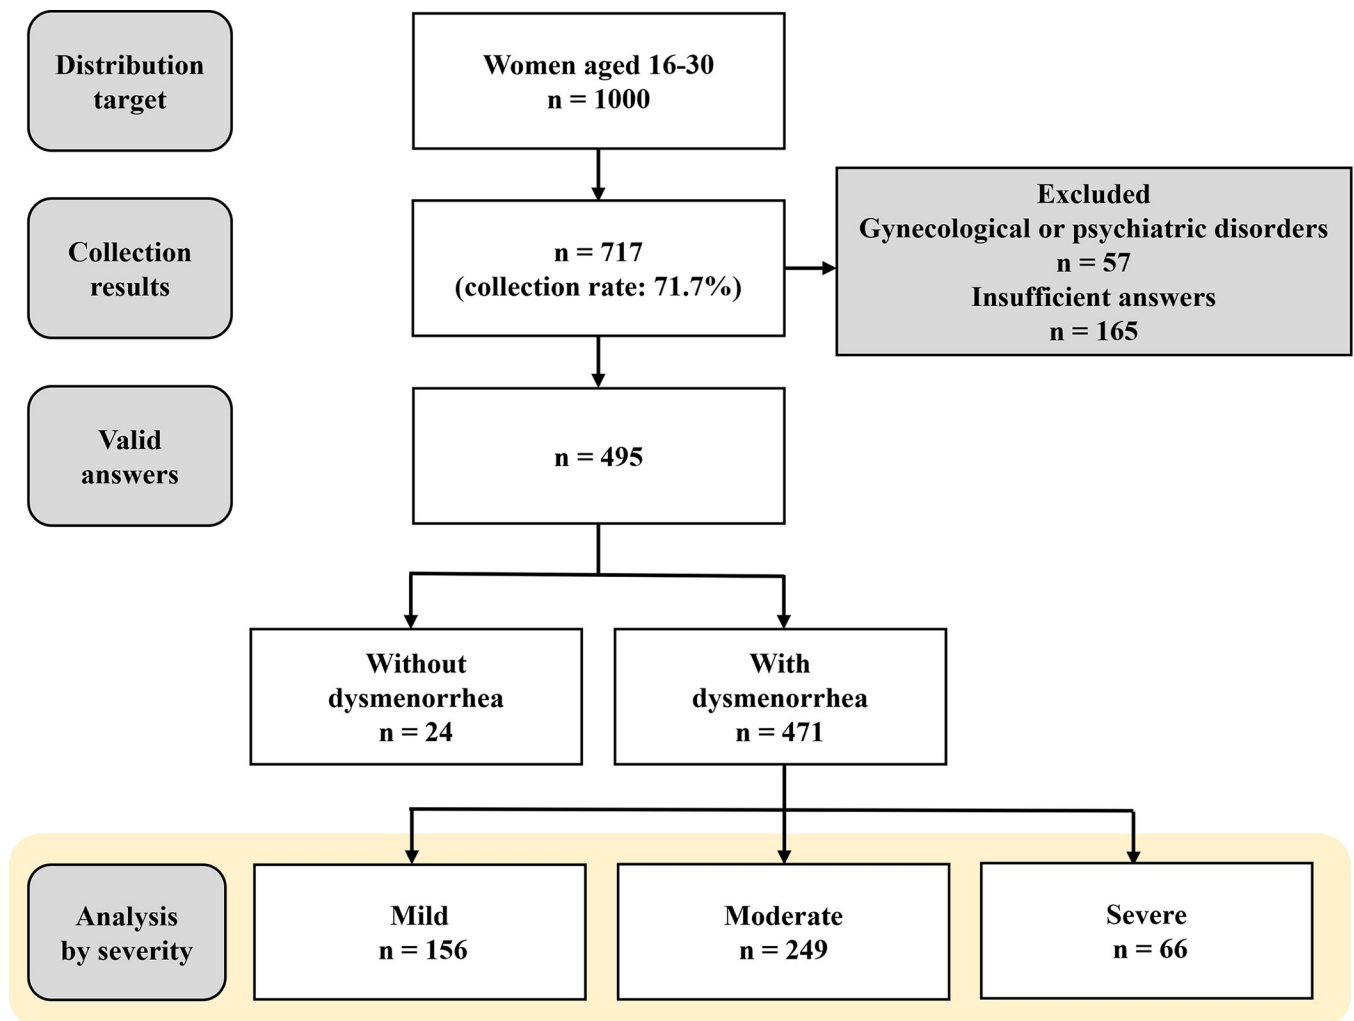 Distribution
target
Women aged 16-30
n = 1000
Collection
results
n = 717
(collection rate: 71.7%)
Excluded
Gynecological or psychiatric disorders
n = 57
Insufficient answers
n = 165
Valid
answers
n = 495
Without
dysmenorrhea
n = 24
With
dysmenorrhea
n = 471
Analysis
by severity
Mild
n = 156
Moderate
n = 249
Severe
n = 66